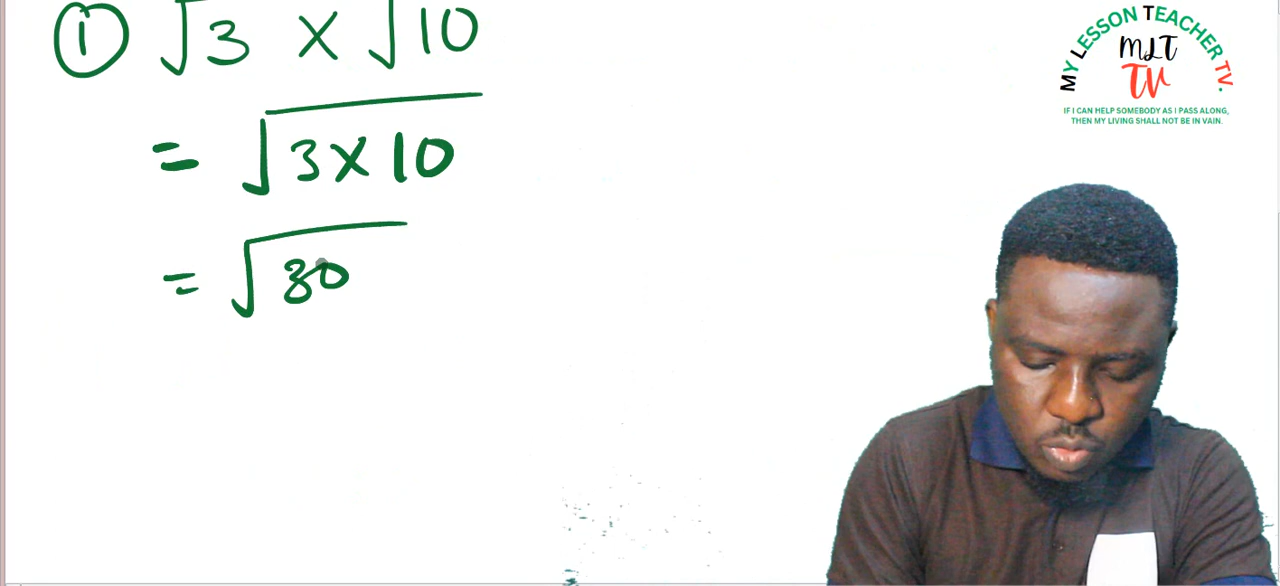 ① √3 × √10
= √3×10
= √30
MY LESSON TEACHER TV.
MLT
TV
IF I CAN HELP SOMEBODY AS I PASS ALONG,
THEN MY LIVING SHALL NOT BE IN VAIN.